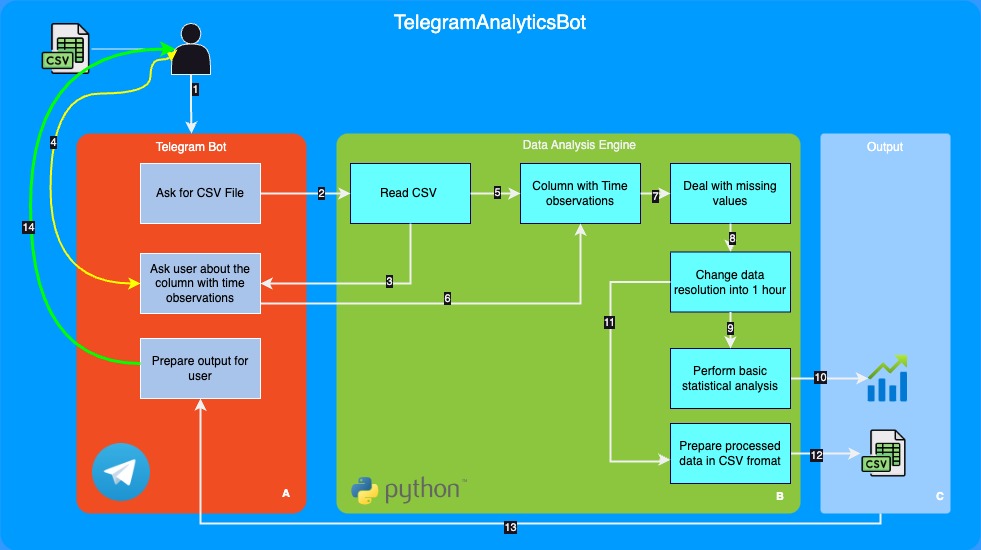 TelegramAnalyticsBot
CSV
1
4
14
Telegram Bot
Ask for CSV File
Ask user about the
column with time
observations
Prepare output for
user
A
2
3
6
Data Analysis Engine
Read CSV
5
Column with Time
observations
7
Deal with missing
values
8
Change data
resolution into 1 hour
11
9
Perform basic
statistical analysis
Prepare processed
data in CSV fromat
python™
B
10
12
Output
CSV
C
13